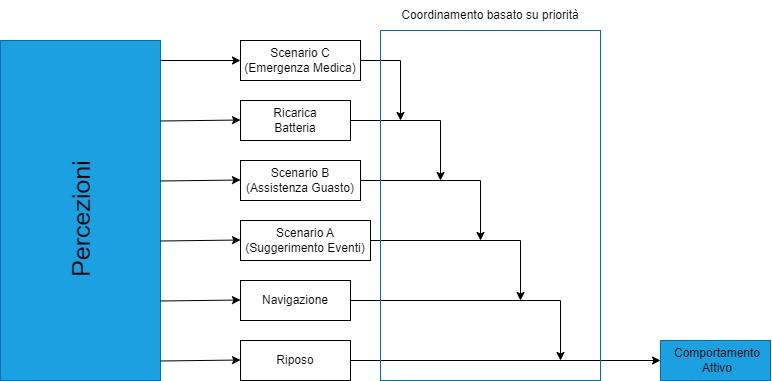 Coordinamento basato su priorità
Percezioni
Scenario C
(Emergenza Medica)
Ricarica
Batteria
Scenario B
(Assistenza Guasto)
Scenario A
(Suggerimento Eventi)
Navigazione
Riposo
Comportamento
Attivo